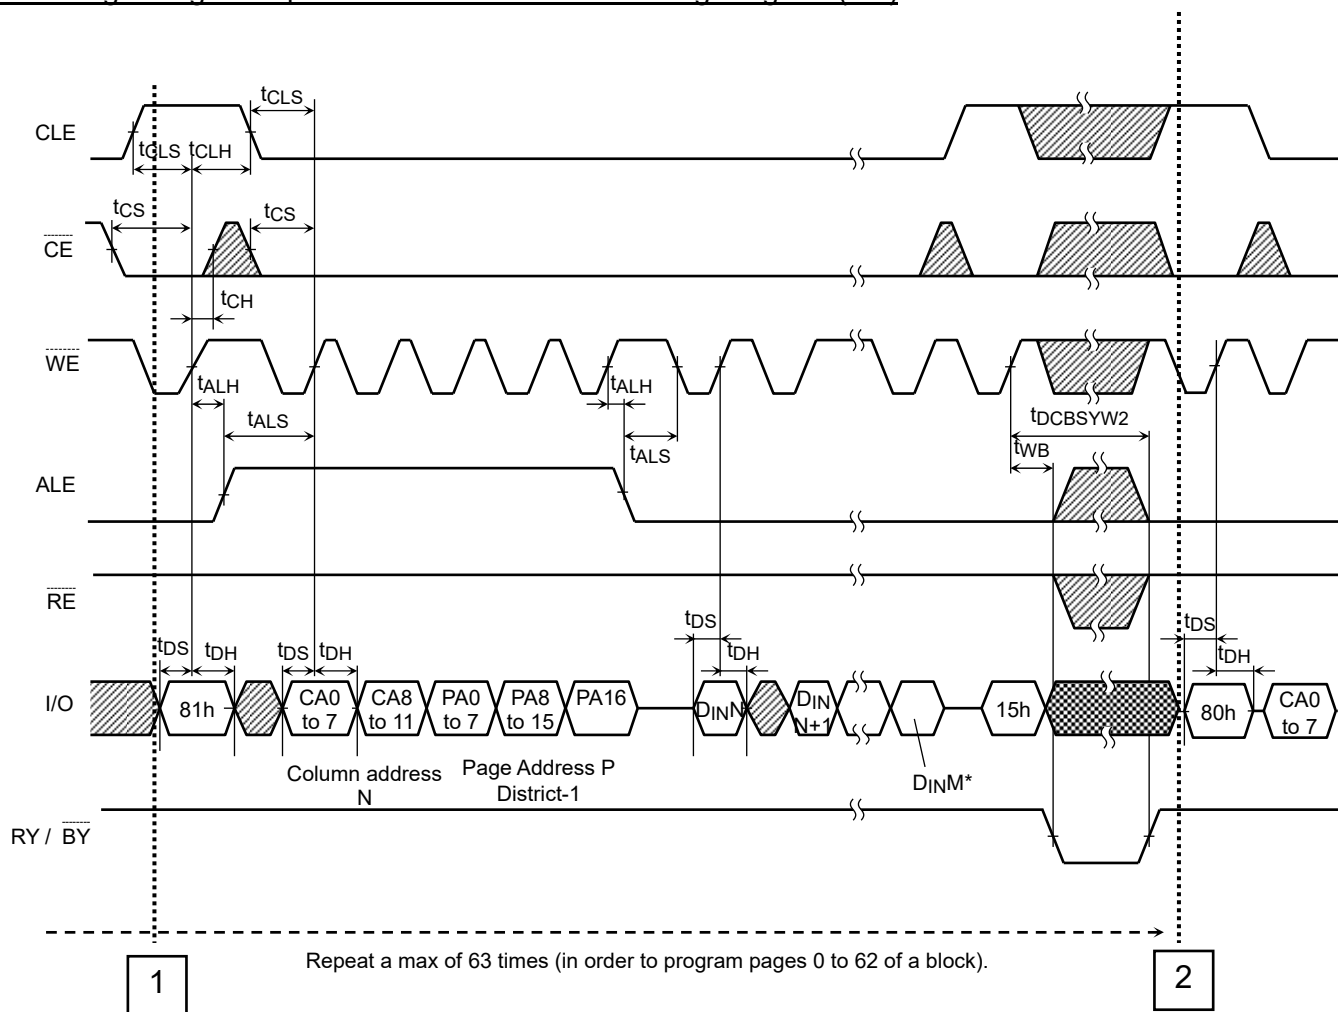 tCLS
CLE
tCLS tCLH
tCS tCS
CE
tCH
WE
tALH tALH
tDCBSYW2
tALS tALS
tWB
ALE
RE
tDS tDH tDS tDH tDS tDH tDS tDH
I/O
81h
CA0 to 7
CA8 to 11
PA0 to 7
PA8 to 15
PA16
DINN
DIN N+1
15h
80h
CA0 to 7
Column address
N
Page Address P
District-1
DINM*
RY / BY
Repeat a max of 63 times (in order to program pages 0 to 62 of a block).
1
2